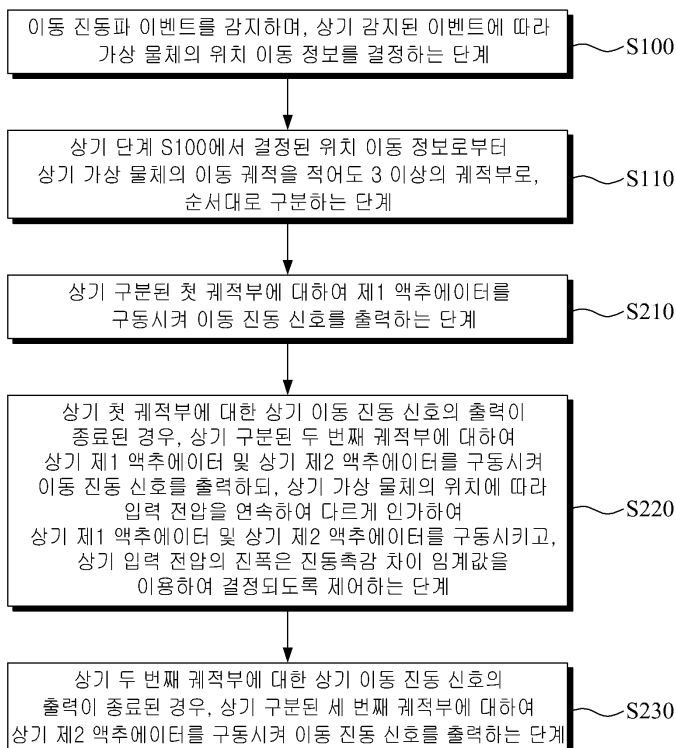 이동 진동파 이벤트를 감지하며, 상기 감지된 이벤트에 따라
가상 물체의 위치 이동 정보를 결정하는 단계
S100
상기 단계 S100에서 결정된 위치 이동 정보로부터
상기 가상 물체의 이동 궤적을 적어도 3 이상의 궤적부로,
순서대로 구분하는 단계
S110
상기 구분된 첫 궤적부에 대하여 제1 액추에이터를
구동시켜 이동 진동 신호를 출력하는 단계
S210
상기 첫 궤적부에 대한 상기 이동 진동 신호의 출력이
종료된 경우, 상기 구분된 두 번째 궤적부에 대하여
상기 제1 액추에이터 및 상기 제2 액추에이터를 구동시켜
이동 진동 신호를 출력하되, 상기 가상 물체의 위치에 따라
입력 전압을 연속하여 다르게 인가하여
상기 제1 액추에이터 및 상기 제2 액추에이터를 구동시키고,
상기 입력 전압의 진폭은 진동촉감 차이 임계값을
이용하여 결정되도록 제어하는 단계
S220
상기 두 번째 궤적부에 대한 상기 이동 진동 신호의
출력이 종료된 경우, 상기 구분된 세 번째 궤적부에 대하여
상기 제2 액추에이터를 구동시켜 이동 진동 신호를 출력하는 단계
S230